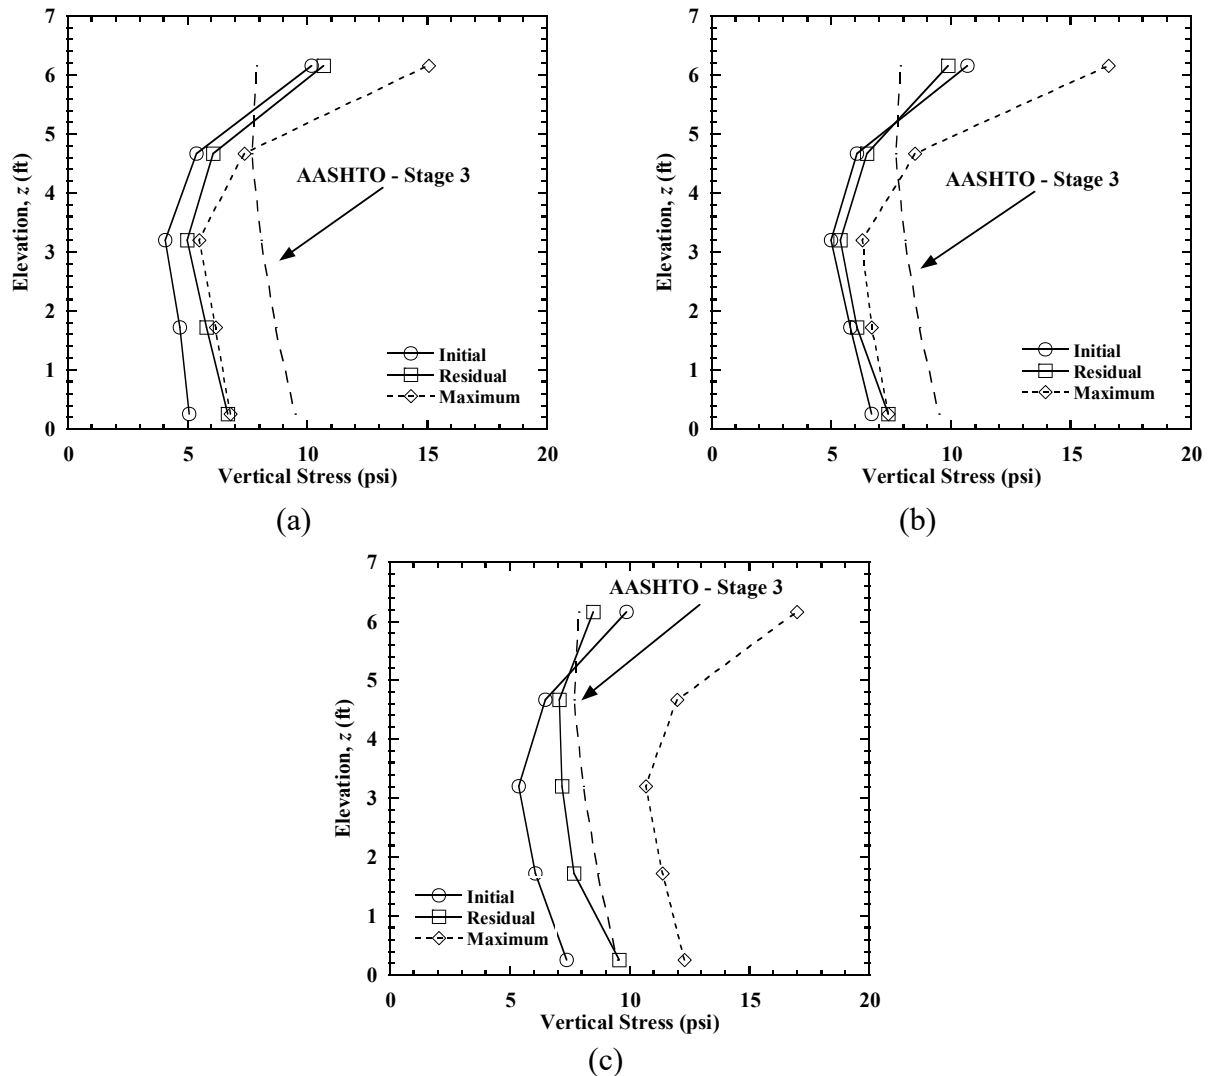 7
6
5
4
3
2
1
0
Elevation, z (ft)
AASHTO - Stage 3
Initial
Residual
Maximum
0 5 10 15 20
Vertical Stress (psi)
(a)
7
6
5
4
3
2
1
0
Elevation, z (ft)
AASHTO - Stage 3
Initial
Residual
Maximum
0 5 10 15 20
Vertical Stress (psi)
(b)
7
6
5
4
3
2
1
0
Elevation, z (ft)
AASHTO - Stage 3
Initial
Residual
Maximum
0 5 10 15 20
Vertical Stress (psi)
(c)